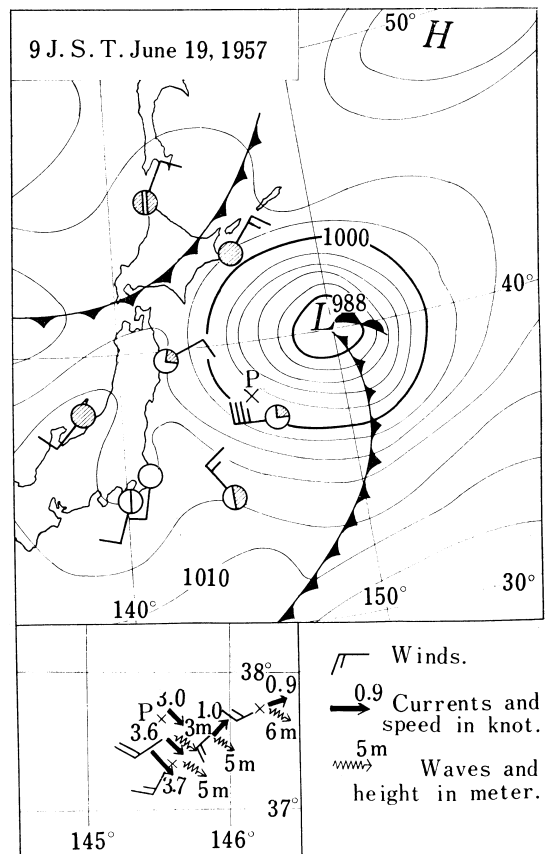 9 J. S. T. June 19, 1957
50° H
1000
40°
L 988
P
1010
140°
150°
30°
38°
0.9
3.0
P
1.0
3m
3.6
6m
5m
3.7
5m
37°
145°
146°
Winds.
0.9
Currents and
speed in knot.
5m
Waves and
height in meter.